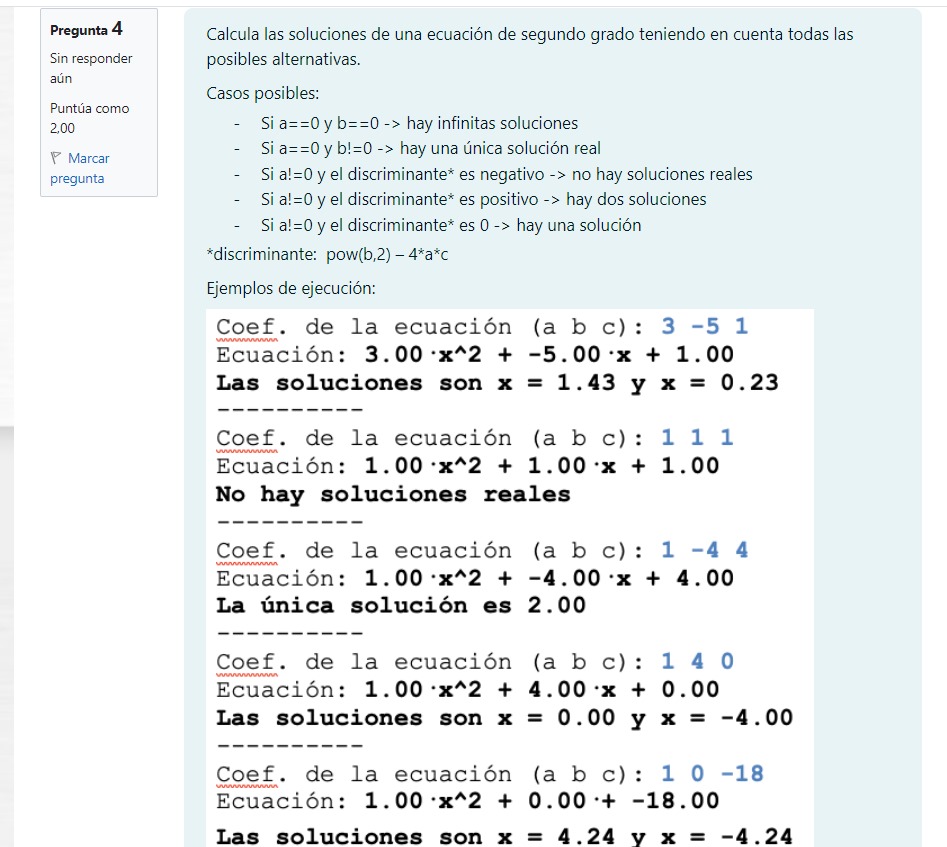 Pregunta 4
Sin responder
aún
Puntúa como
2,00
Marcar
pregunta
Calcula las soluciones de una ecuación de segundo grado teniendo en cuenta todas las
posibles alternativas.
Casos posibles:
- Si a==0 y b==0 -> hay infinitas soluciones
- Si a==0 y b!=0 -> hay una única solución real
- Si a!=0 y el discriminante* es negativo -> no hay soluciones reales
- Si a!=0 y el discriminante* es positivo -> hay dos soluciones
- Si a!=0 y el discriminante* es 0 -> hay una solución
*discriminante: pow(b,2) – 4*a*c
Ejemplos de ejecución:
Coef. de la ecuación (a b c): 3 -5 1
Ecuación: 3.00·x^2 + -5.00·x + 1.00
Las soluciones son x = 1.43 y x = 0.23
----------
Coef. de la ecuación (a b c): 1 1 1
Ecuación: 1.00·x^2 + 1.00·x + 1.00
No hay soluciones reales
----------
Coef. de la ecuación (a b c): 1 -4 4
Ecuación: 1.00·x^2 + -4.00·x + 4.00
La única solución es 2.00
----------
Coef. de la ecuación (a b c): 1 4 0
Ecuación: 1.00·x^2 + 4.00·x + 0.00
Las soluciones son x = 0.00 y x = -4.00
----------
Coef. de la ecuación (a b c): 1 0 -18
Ecuación: 1.00·x^2 + 0.00·+ -18.00
Las soluciones son x = 4.24 y x = -4.24